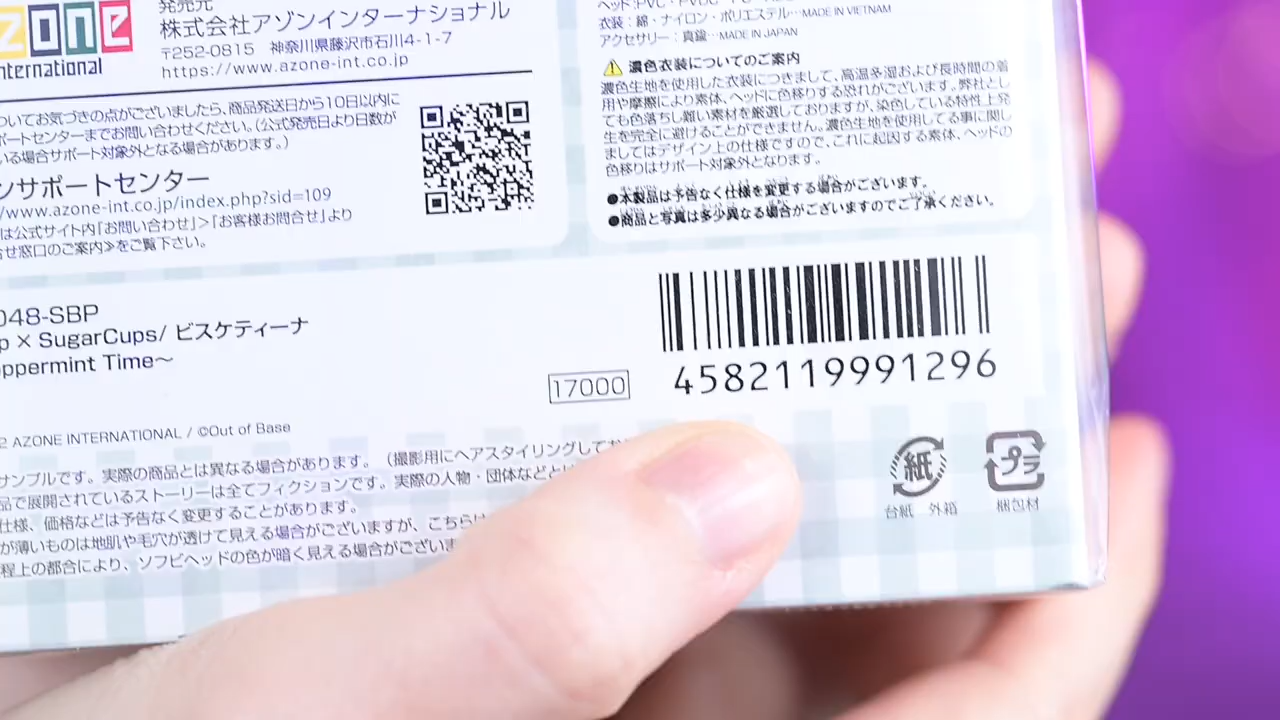 zone
nternational
発売元
株式会社アゾンインターナショナル
〒252-0815 神奈川県藤沢市石川4-1-7
https://www.azone-int.co.jp
ついてお気づきの点がございましたら、商品発送日から10日以内に
ポートセンターまでお問い合わせください。(公式発売日より日数が
いる場合サポート対象外となる場合があります。)
ンサポートセンター
/www.azone-int.co.jp/index.php?sid=109
は公式サイト内「お問い合わせ」>「お客様お問合せ」より
せ窓口のご案内≫をご覧下さい。
ヘッド:PVC・PVDC
衣装:綿・ナイロン・ポリエステル…MADE IN VIETNAM
アクセサリー:真鍮…MADE IN JAPAN
濃色衣装についてのご案内
濃色生地を使用した衣装につきまして、高温多湿および長時間の着
用や摩擦により素体、ヘッドに色移りする恐れがございます。弊社とし
ても色落ちし難い素材を厳選しておりますが、染色している特性上発
生を完全に避けることができません。濃色生地を使用してる事に関し
ましてはデザイン上の仕様ですので、これに起因する素体、ヘッドの
色移りはサポート対象外となります。
●本製品は予告なく仕様を変更する場合がございます。
●商品と写真は多少異なる場合がございますのでご了承ください。
048-SBP
p × SugarCups/ ビスケティーナ
ppermint Time〜
17000
4582119991296
2 AZONE INTERNATIONAL / ©Out of Base
サンプルです。実際の商品とは異なる場合があります。(撮影用にヘアスタイリングしてお
品で展開されているストーリーは全てフィクションです。実際の人物・団体などとは
仕様、価格などは予告なく変更することがあります。
が薄いものは地肌や毛穴が透けて見える場合がございますが、こちらは
程上の都合により、ソフビヘッドの色が暗く見える場合がございま
紙
プラ
台紙 外箱
梱包材